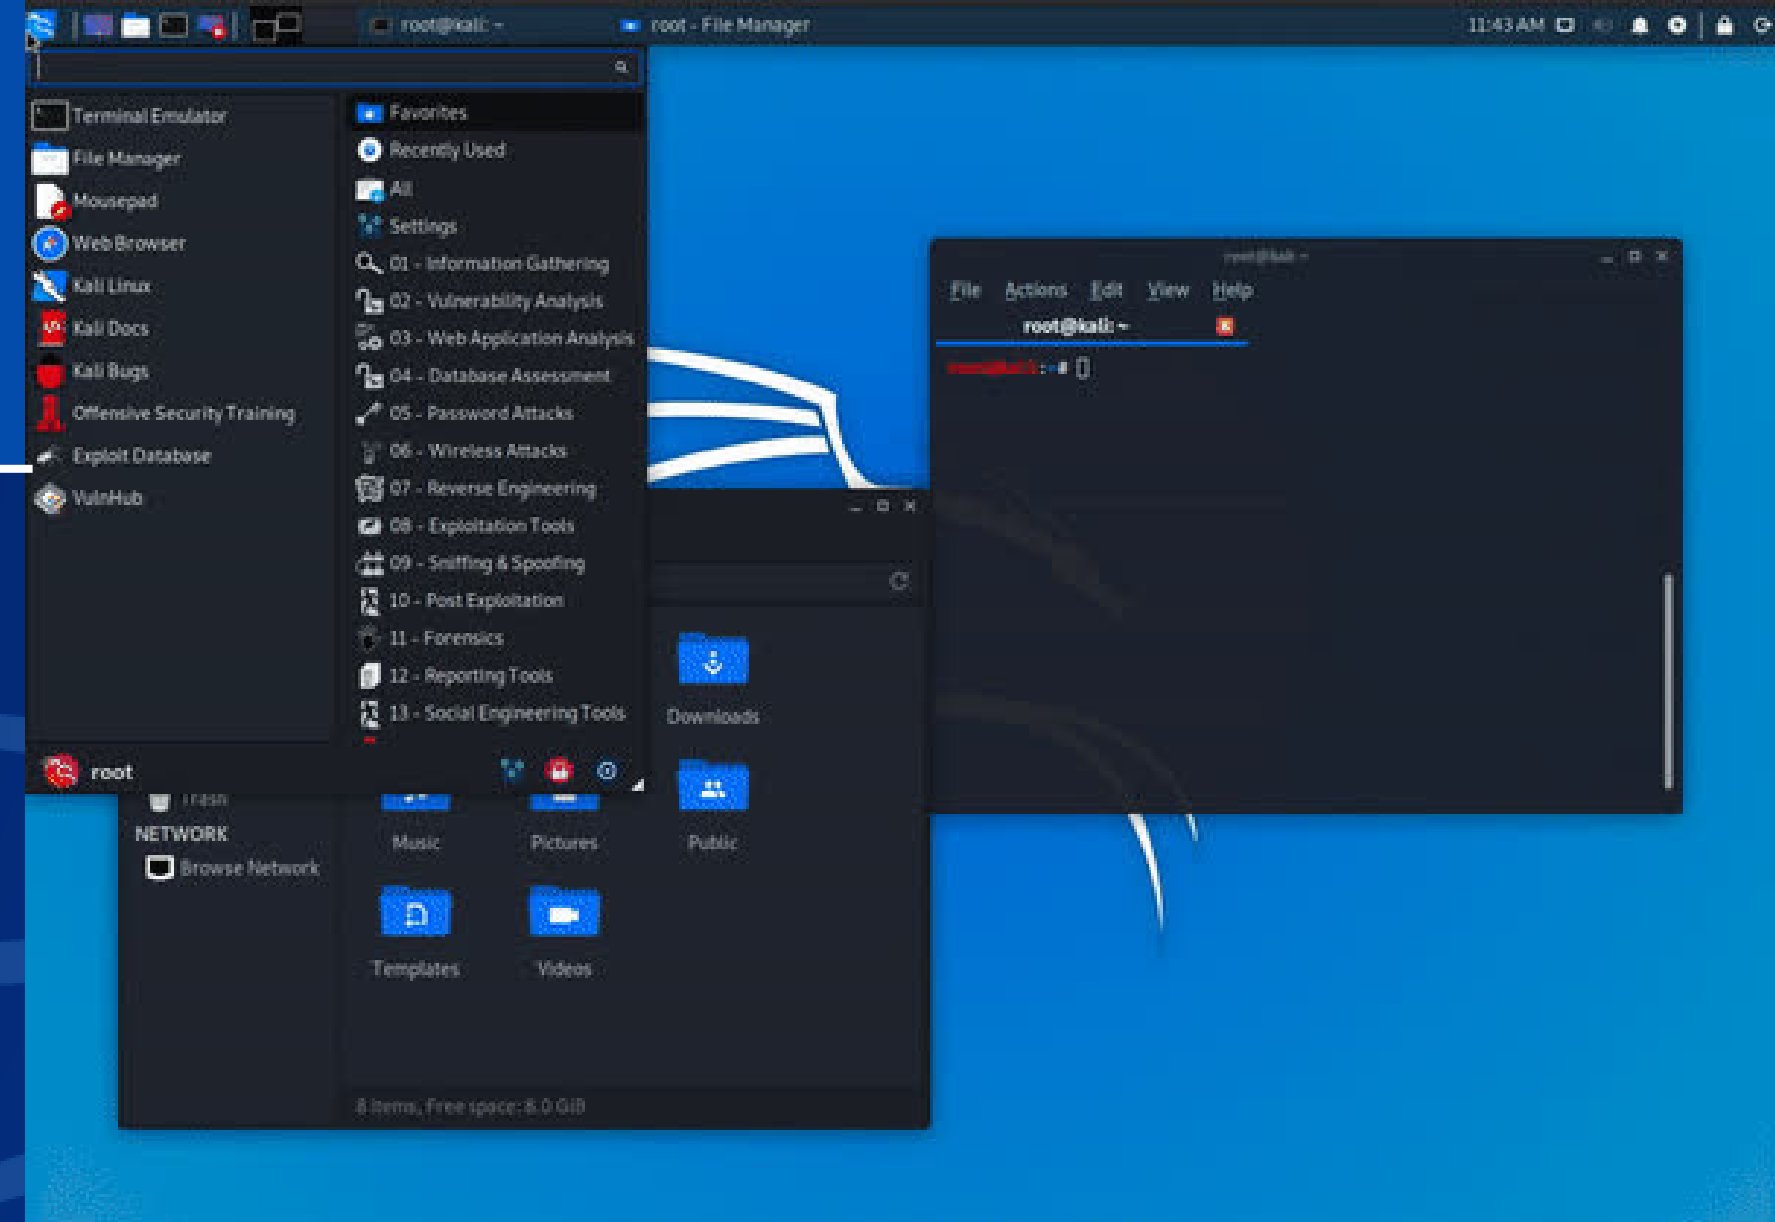 root@kali: ~
root - File Manager
11:43 AM
Terminal Emulator
File Manager
Mousepad
Web Browser
Kali Linux
Kali Docs
Kali Bugs
Offensive Security Training
Exploit Database
VulnHub
Favorites
Recently Used
All
Settings
01 - Information Gathering
02 - Vulnerability Analysis
03 - Web Application Analysis
04 - Database Assessment
05 - Password Attacks
06 - Wireless Attacks
07 - Reverse Engineering
08 - Exploitation Tools
09 - Sniffing & Spoofing
10 - Post Exploitation
11 - Forensics
12 - Reporting Tools
13 - Social Engineering Tools
root
Trash
NETWORK
Browse Network
Downloads
Music
Pictures
Public
Templates
Videos
8 items, Free space: 8.0 GiB
root@kali: ~
File Actions Edit View Help
root@kali: ~
root@kali:~#